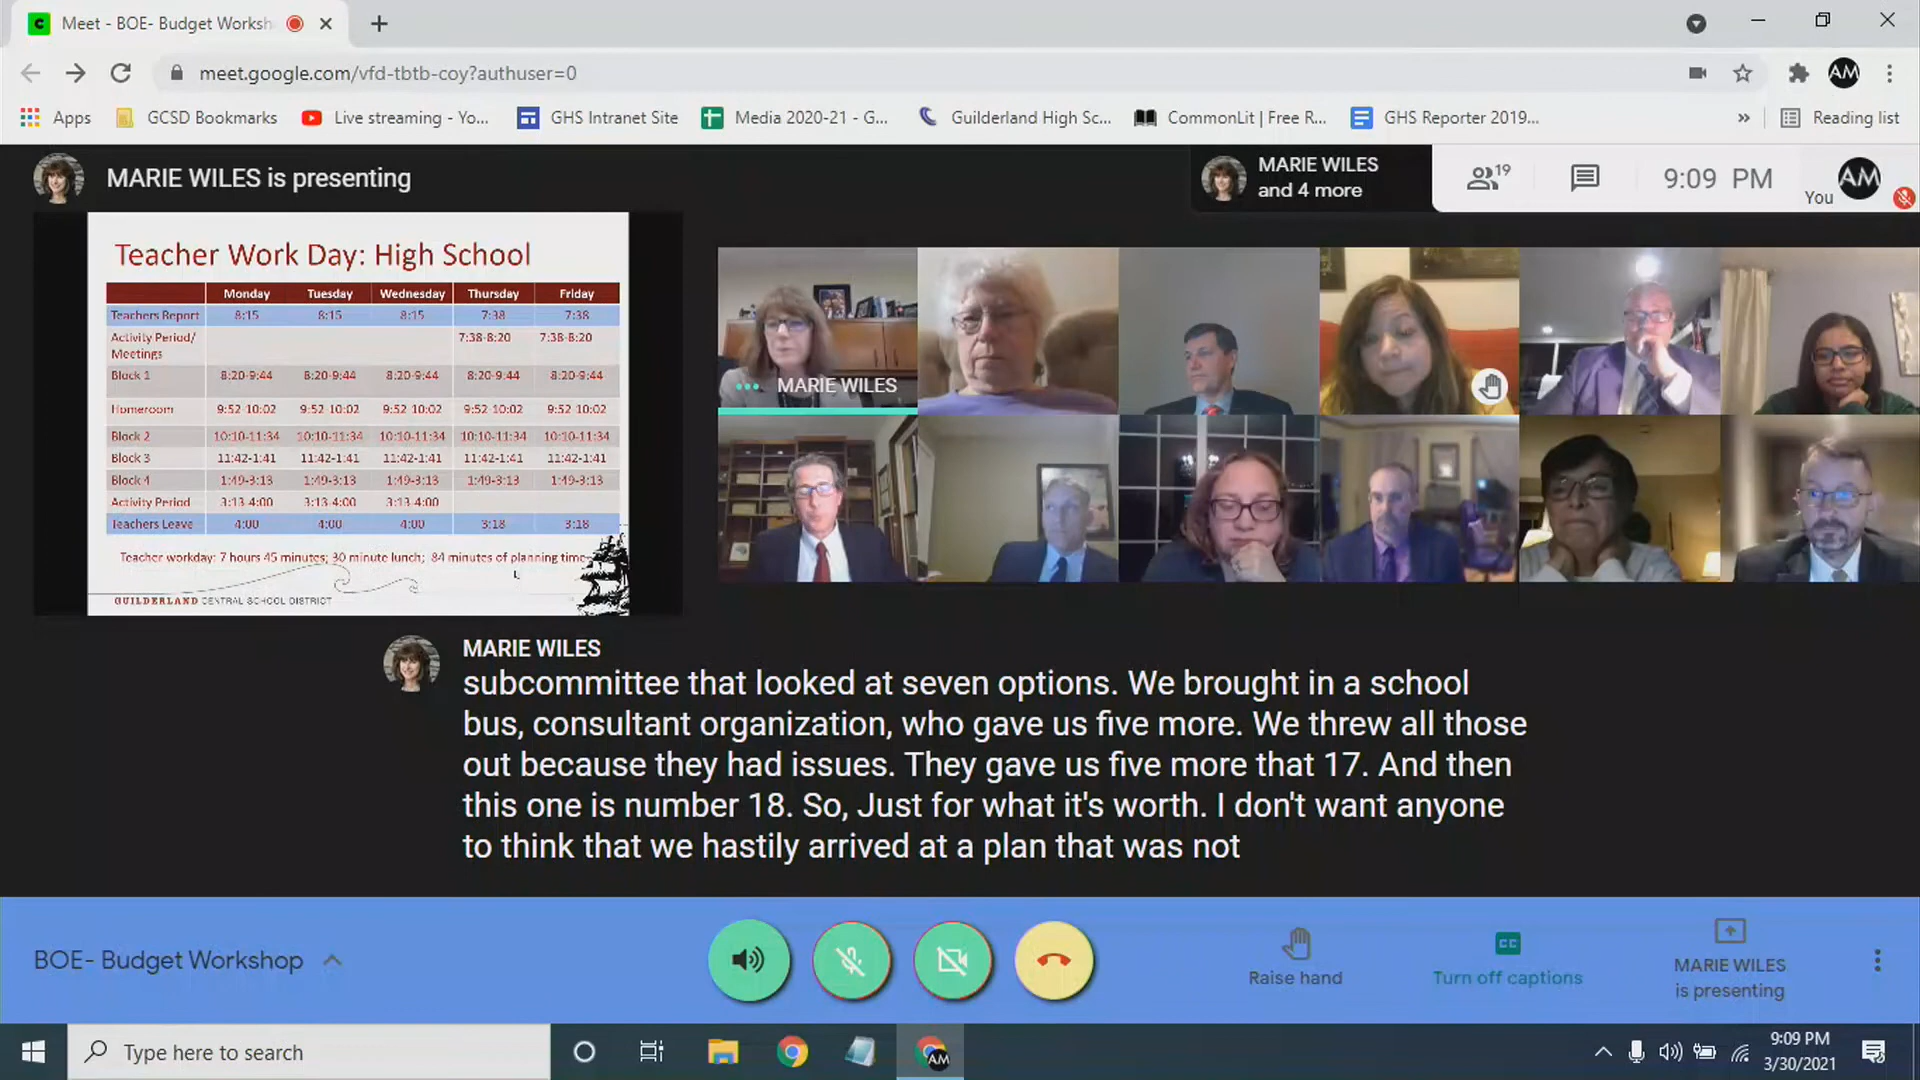 Meet - BOE- Budget Worksh
meet.google.com/vfd-tbtb-coy?authuser=0
AM
Apps
GCSD Bookmarks
Live streaming - Yo...
GHS Intranet Site
Media 2020-21 - G...
Guilderland High Sc...
CommonLit | Free R...
GHS Reporter 2019...
»
Reading list
MARIE WILES is presenting
MARIE WILES
and 4 more
19
9:09 PM
You
AM
Teacher Work Day: High School
Monday Tuesday Wednesday Thursday Friday
Teachers Report 8:15 8:15 8:15 7:38 7:38
Activity Period/ 7:38-8:20 7:38-8:20
Meetings
Block 1 8:20-9:44 8:20-9:44 8:20-9:44 8:20-9:44 8:20-9:44
Homeroom 9:52-10:02 9:52-10:02 9:52-10:02 9:52-10:02 9:52-10:02
Block 2 10:10-11:34 10:10-11:34 10:10-11:34 10:10-11:34 10:10-11:34
Block 3 11:42-1:41 11:42-1:41 11:42-1:41 11:42-1:41 11:42-1:41
Block 4 1:49-3:13 1:49-3:13 1:49-3:13 1:49-3:13 1:49-3:13
Activity Period 3:13-4:00 3:13-4:00 3:13-4:00
Teachers Leave 4:00 4:00 4:00 3:18 3:18
Teacher workday: 7 hours 45 minutes; 30 minute lunch; 84 minutes of planning time
GUILDERLAND CENTRAL SCHOOL DISTRICT
MARIE WILES
MARIE WILES
subcommittee that looked at seven options. We brought in a school
bus, consultant organization, who gave us five more. We threw all those
out because they had issues. They gave us five more that 17. And then
this one is number 18. So, Just for what it's worth. I don't want anyone
to think that we hastily arrived at a plan that was not
BOE- Budget Workshop
Raise hand
CC
Turn off captions
MARIE WILES
is presenting
Type here to search
AM
9:09 PM
3/30/2021